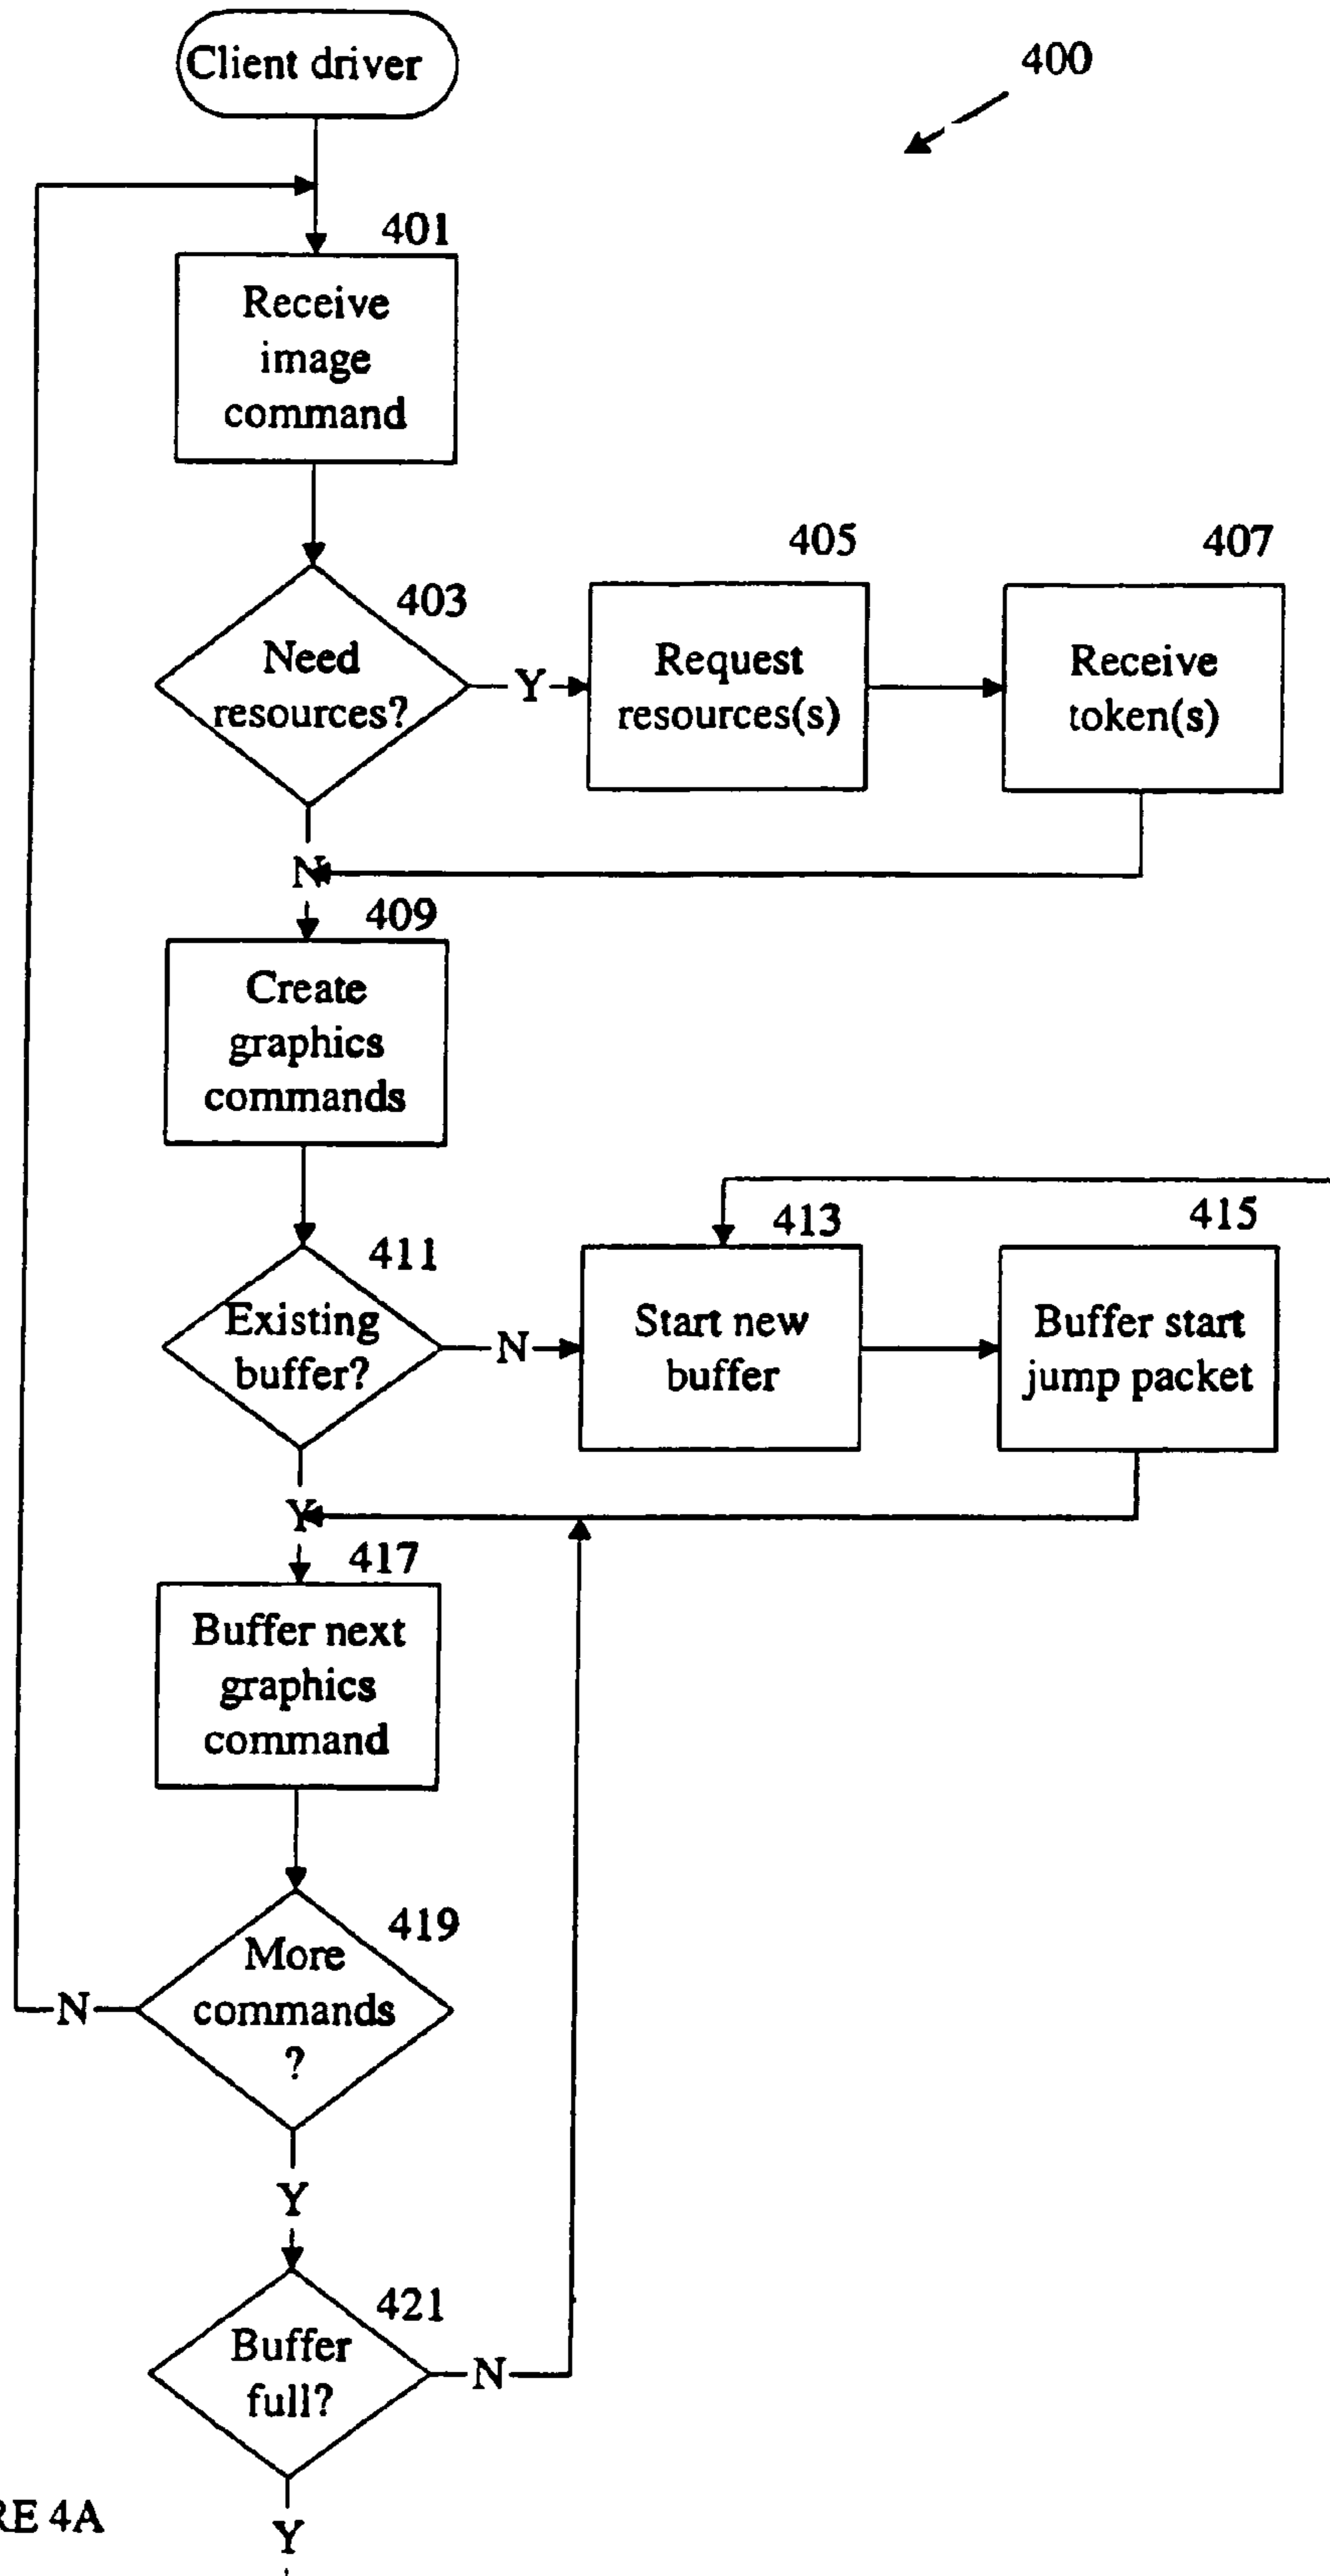 Client driver
400
401
Receive
image
command
403
Need
resources?
Y
405
Request
resources(s)
407
Receive
token(s)
N
409
Create
graphics
commands
411
Existing
buffer?
N
413
Start new
buffer
415
Buffer start
jump packet
Y
417
Buffer next
graphics
command
419
More
commands
?
N
Y
421
Buffer
full?
N
RE 4A
Y